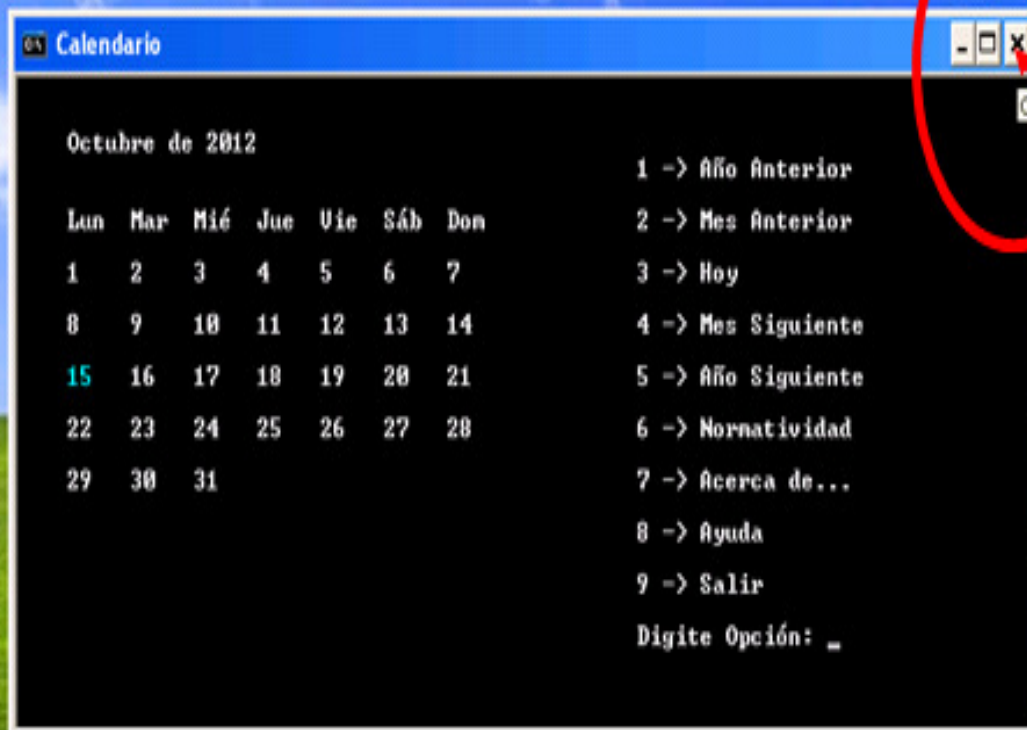 Calendario
Octubre de 2012
Lun Mar Mié Jue Vie Sáb Dom
1 2 3 4 5 6 7
8 9 10 11 12 13 14
15 16 17 18 19 20 21
22 23 24 25 26 27 28
29 30 31
1 -> Año Anterior
2 -> Mes Anterior
3 -> Hoy
4 -> Mes Siguiente
5 -> Año Siguiente
6 -> Normatividad
7 -> Acerca de...
8 -> Ayuda
9 -> Salir
Digite Opción: _